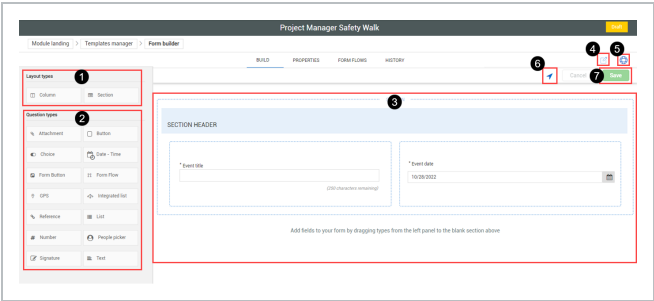 Project Manager Safety Walk
Draft
Module landing > Templates manager > Form builder
BUILD PROPERTIES FORM FLOWS HISTORY
4 5
6
7
Cancel Save
Layout types 1
Column Section
Question types 2
Attachment Button
Choice Date - Time
Form Button Form Flow
GPS Integrated list
Reference List
Number People picker
Signature Text
3
SECTION HEADER
* Event title
(250 characters remaining)
* Event date
10/28/2022
Add fields to your form by dragging types from the left panel to the blank section above